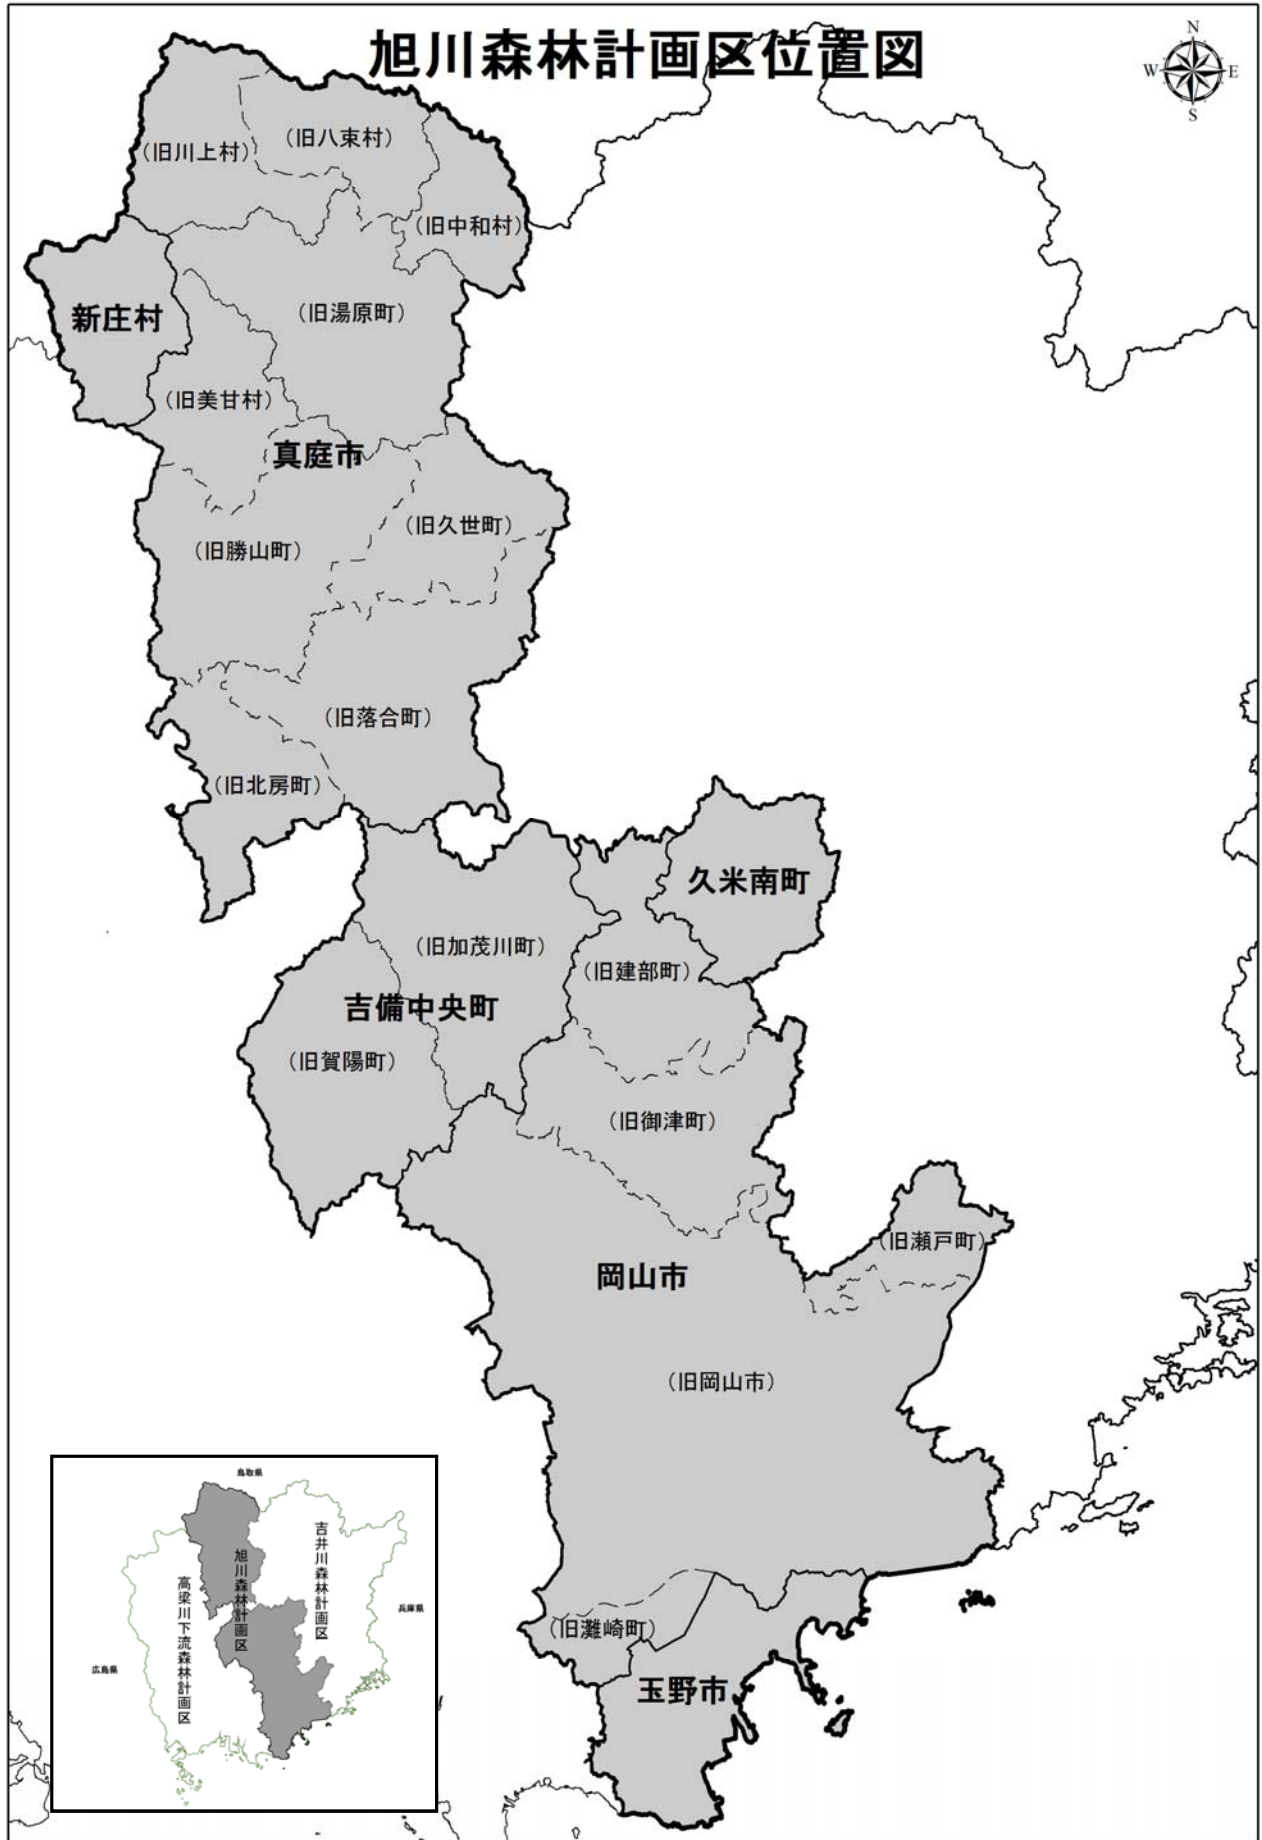 旭川森林計画区位置図
N
W
E
S
（旧川上村）
（旧八束村）
（旧中和村）
新庄村
（旧湯原町）
（旧美甘村）
真庭市
（旧久世町）
（旧勝山町）
（旧落合町）
（旧北房町）
久米南町
（旧加茂川町）
（旧建部町）
吉備中央町
（旧賀陽町）
（旧御津町）
（旧瀬戸町）
岡山市
（旧岡山市）
（旧灘崎町）
玉野市
鳥取県
吉井川森林計画区
旭川森林計画区
高梁川下流森林計画区
兵庫県
広島県